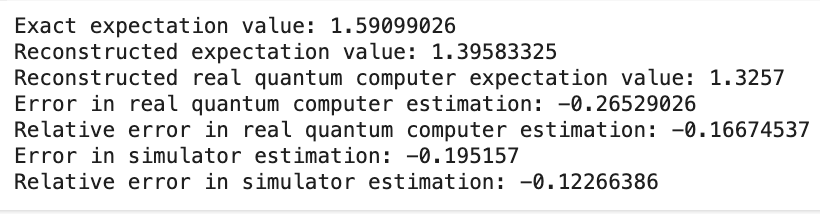 Exact expectation value: 1.59099026
Reconstructed expectation value: 1.39583325
Reconstructed real quantum computer expectation value: 1.3257
Error in real quantum computer estimation: -0.26529026
Relative error in real quantum computer estimation: -0.16674537
Error in simulator estimation: -0.195157
Relative error in simulator estimation: -0.12266386